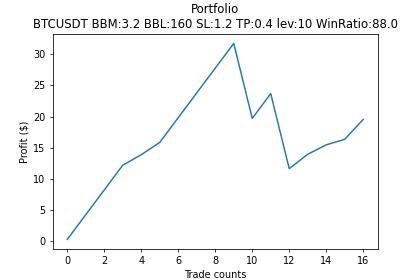 Portfolio
BTCUSDT BBM:3.2 BBL:160 SL:1.2 TP:0.4 lev:10 WinRatio:88.0
30
25
20
15
10
5
0
Profit ($)
0 2 4 6 8 10 12 14 16
Trade counts